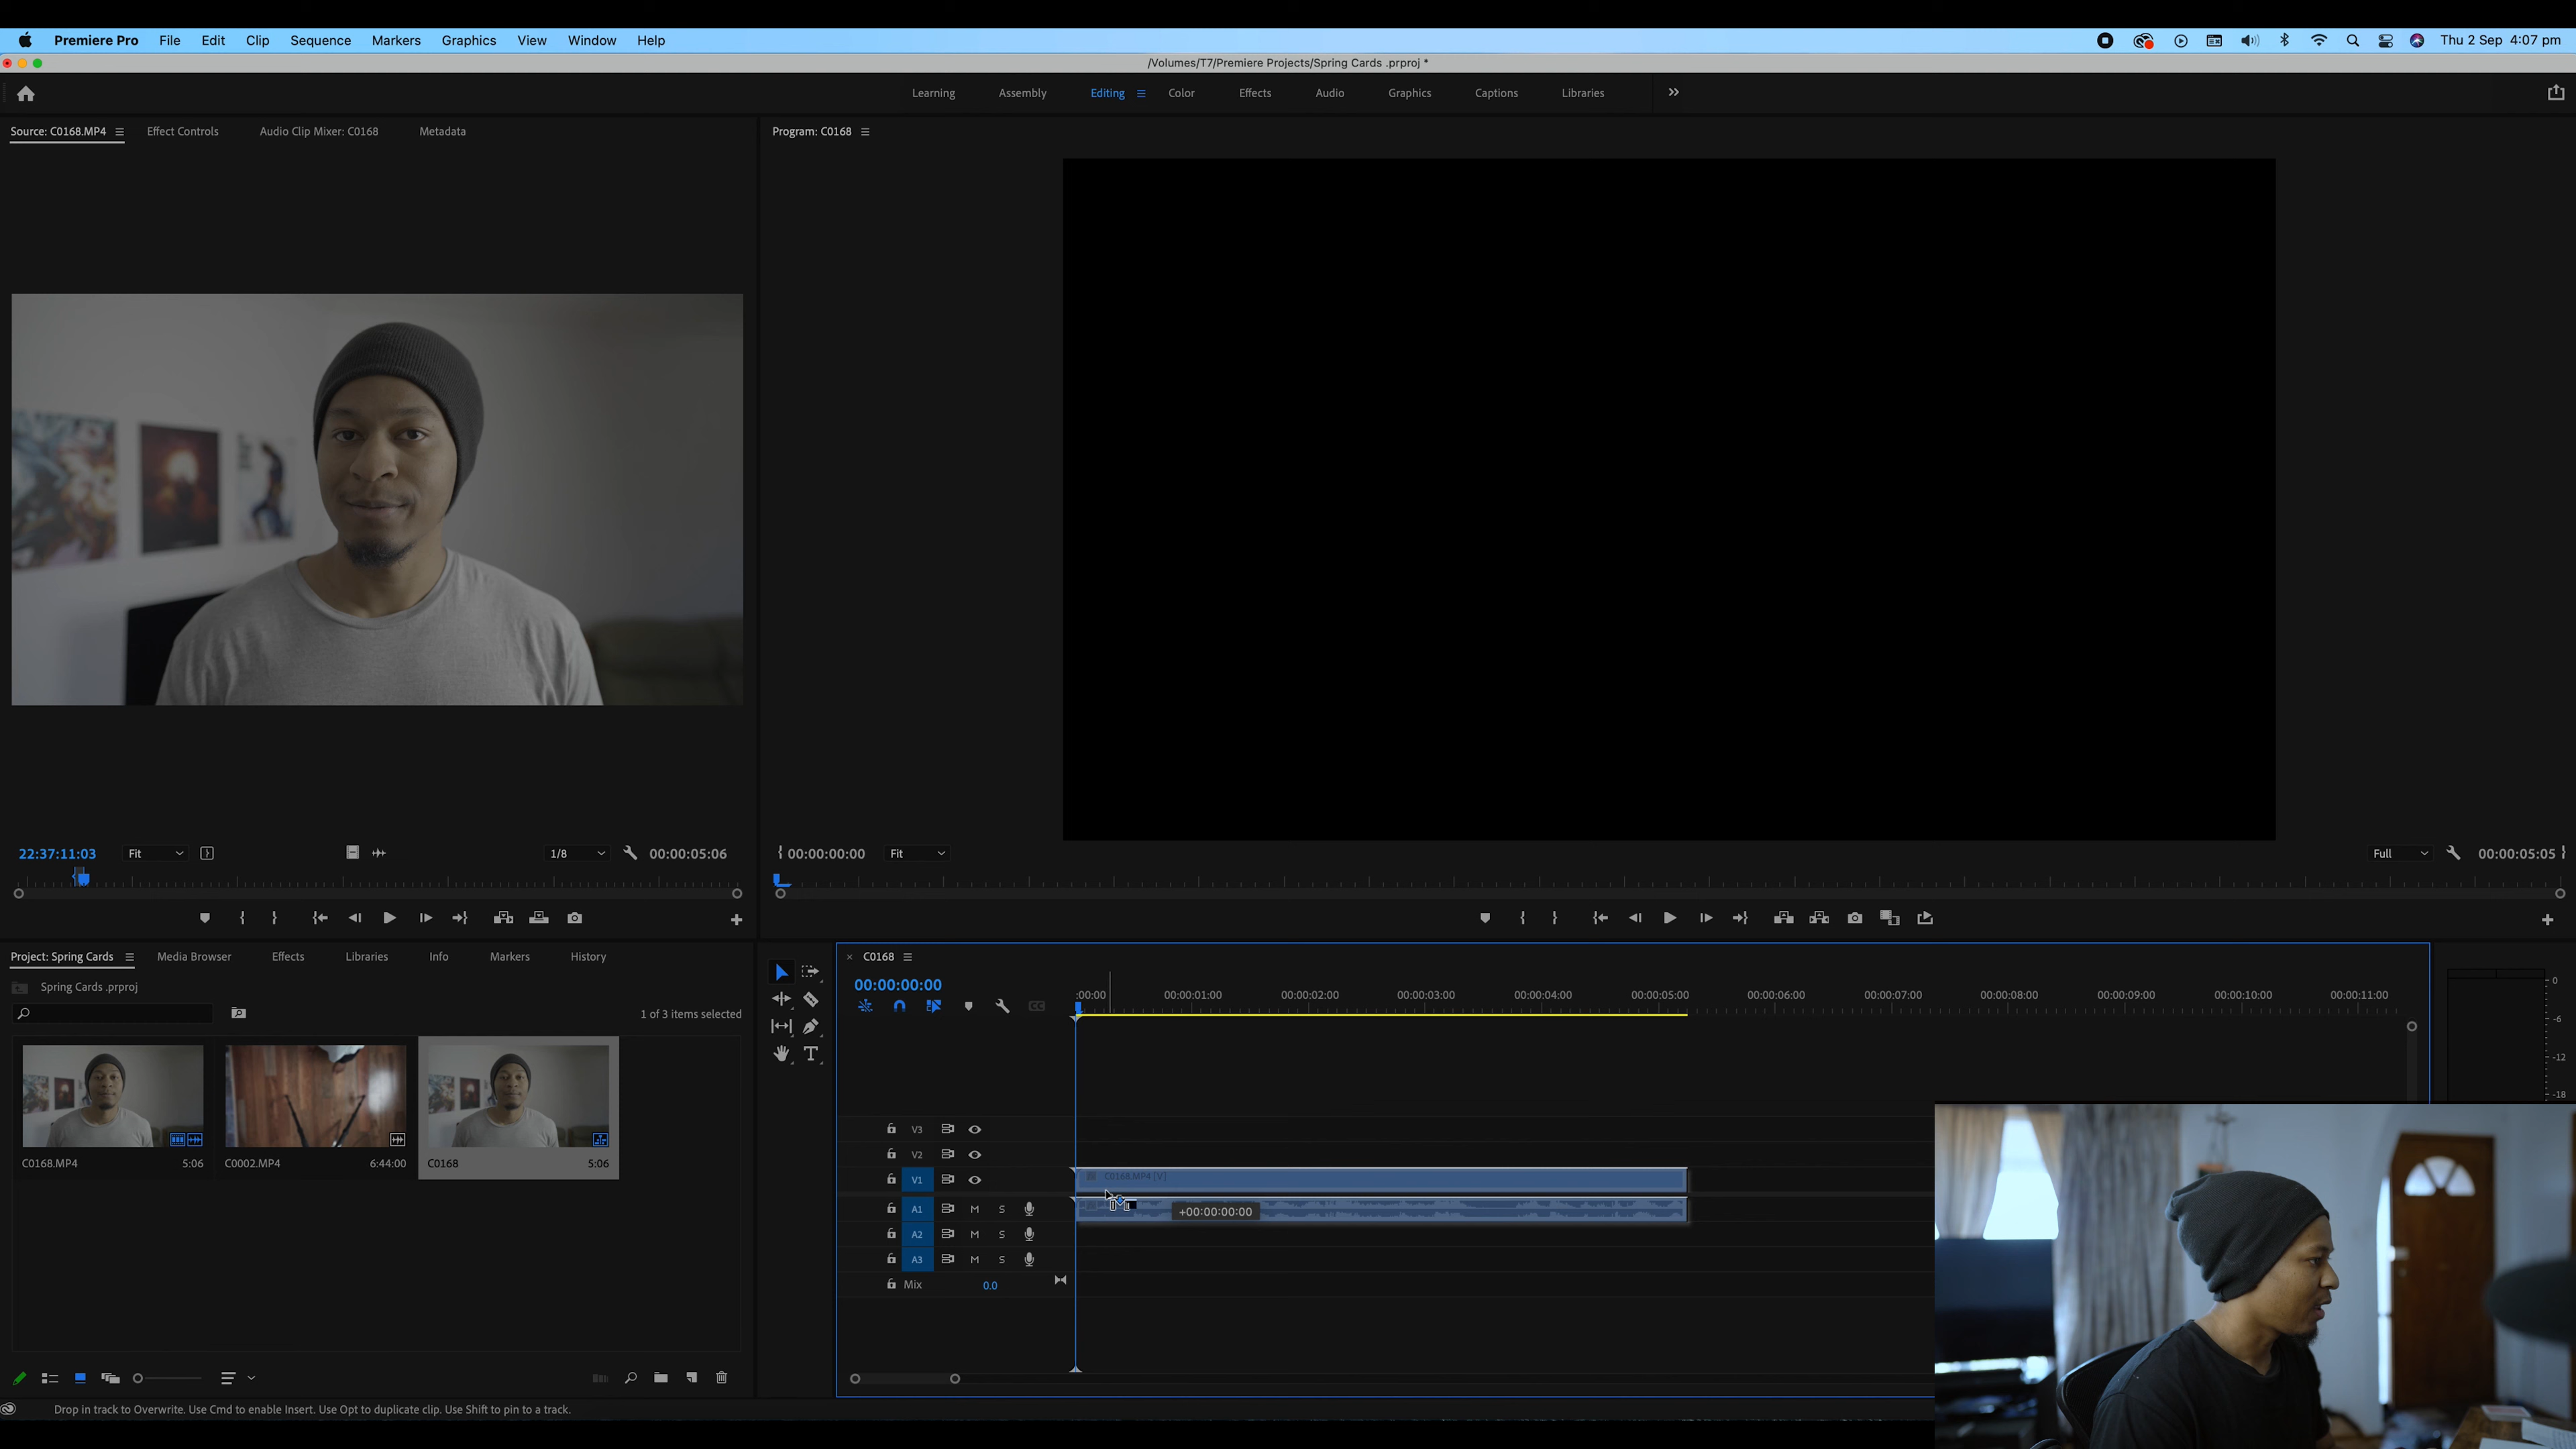 Premiere Pro File Edit Clip Sequence Markers Graphics View Window Help Thu 2 Sep 4:07 pm
/Volumes/T7/Premiere Projects/Spring Cards .prproj *
Learning Assembly Editing Color Effects Audio Graphics Captions Libraries
Source: C0168.MP4 Effect Controls Audio Clip Mixer: C0168 Metadata
Program: C0168
22:37:11:03 Fit 1/8 00:00:05:06
00:00:00:00 Fit Full 00:00:05:05
Project: Spring Cards Media Browser Effects Libraries Info Markers History
Spring Cards .prproj
1 of 3 items selected
C0168.MP4 5:06
C0002.MP4 6:44:00
C0168 5:06
C0168
00:00:00:00
:00:00 00:00:01:00 00:00:02:00 00:00:03:00 00:00:04:00 00:00:05:00 00:00:06:00 00:00:07:00 00:00:08:00 00:00:09:00 00:00:10:00 00:00:11:00
V3
V2
V1 C0168.MP4 [V]
A1 M S +00:00:00:00
A2 M S
A3 M S
Mix 0.0
0
-6
-12
-18
Drop in track to Overwrite. Use Cmd to enable Insert. Use Opt to duplicate clip. Use Shift to pin to a track.